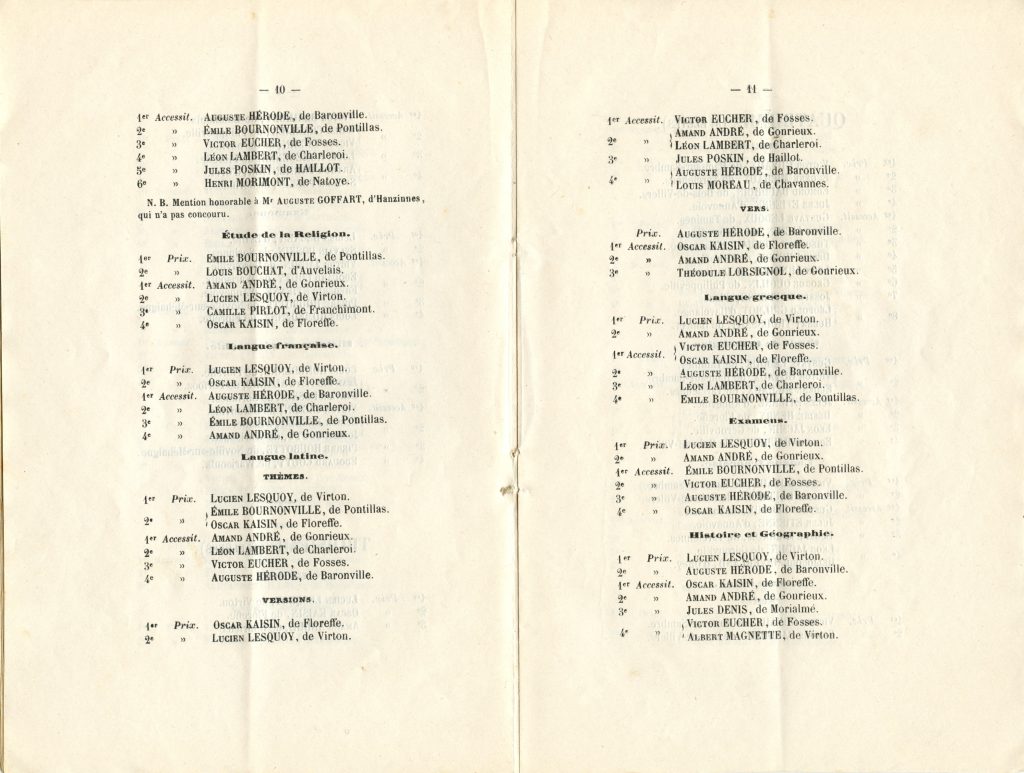 — 10 —
1er Accessit. Auguste HÉRODE, de Baronville.
2e » Émile BOURNONVILLE, de Pontillas.
3e » Victor EUCHER, de Fosses.
4e » Léon LAMBERT, de Charleroi.
5e » Jules POSKIN, de HAILLOT.
6e » Henri MORIMONT, de Natoye.
N. B. Mention honorable à Mr Auguste GOFFART, d'Hanzinnes,
qui n'a pas concouru.
Étude de la Religion.
1er Prix. Émile BOURNONVILLE, de Pontillas.
2e » Louis BOUCHAT, d'Auvelais.
1er Accessit. Amand ANDRÉ, de Gonrieux.
2e » Lucien LESQUOY, de Virton.
3e » Camille PIRLOT, de Franchimont.
4e » Oscar KAISIN, de Floreffe.
Langue française.
1er Prix. Lucien LESQUOY, de Virton.
2e » Oscar KAISIN, de Floreffe.
1er Accessit. Auguste HÉRODE, de Baronville.
2e » Léon LAMBERT, de Charleroi.
3e » Émile BOURNONVILLE, de Pontillas.
4e » Amand ANDRÉ, de Gonrieux.
Langue latine.
THÈMES.
1er Prix. Lucien LESQUOY, de Virton.
2e » Émile BOURNONVILLE, de Pontillas.
Oscar KAISIN, de Floreffe.
1er Accessit. Amand ANDRÉ, de Gonrieux.
2e » Léon LAMBERT, de Charleroi.
3e » Victor EUCHER, de Fosses.
4e » Auguste HÉRODE, de Baronville.
VERSIONS.
1er Prix. Oscar KAISIN, de Floreffe.
2e » Lucien LESQUOY, de Virton.
— 11 —
1er Accessit. Victor EUCHER, de Fosses.
2e » Amand ANDRÉ, de Gonrieux.
Léon LAMBERT, de Charleroi.
3e » Jules POSKIN, de Haillot.
4e » Auguste HÉRODE, de Baronville.
Louis MOREAU, de Chavannes.
VERS.
Prix. Auguste HÉRODE, de Baronville.
1er Accessit. Oscar KAISIN, de Floreffe.
2e » Amand ANDRÉ, de Gonrieux.
3e » Théodule LORSIGNOL, de Gonrieux.
Langue grecque.
1er Prix. Lucien LESQUOY, de Virton.
2e » Amand ANDRÉ, de Gonrieux.
1er Accessit. Victor EUCHER, de Fosses.
Oscar KAISIN, de Floreffe.
2e » Auguste HÉRODE, de Baronville.
3e » Léon LAMBERT, de Charleroi.
4e » Émile BOURNONVILLE, de Pontillas.
Examens.
1er Prix. Lucien LESQUOY, de Virton.
2e » Amand ANDRÉ, de Gonrieux.
1er Accessit. Émile BOURNONVILLE, de Pontillas.
2e » Victor EUCHER, de Fosses.
3e » Auguste HÉRODE, de Baronville.
4e » Oscar KAISIN, de Floreffe.
Histoire et Géographie.
1er Prix. Lucien LESQUOY, de Virton.
2e » Auguste HÉRODE, de Baronville.
1er Accessit. Oscar KAISIN, de Floreffe.
2e » Amand ANDRÉ, de Gonrieux.
3e » Jules DENIS, de Morialmé.
4e » Victor EUCHER, de Fosses.
Albert MAGNETTE, de Virton.